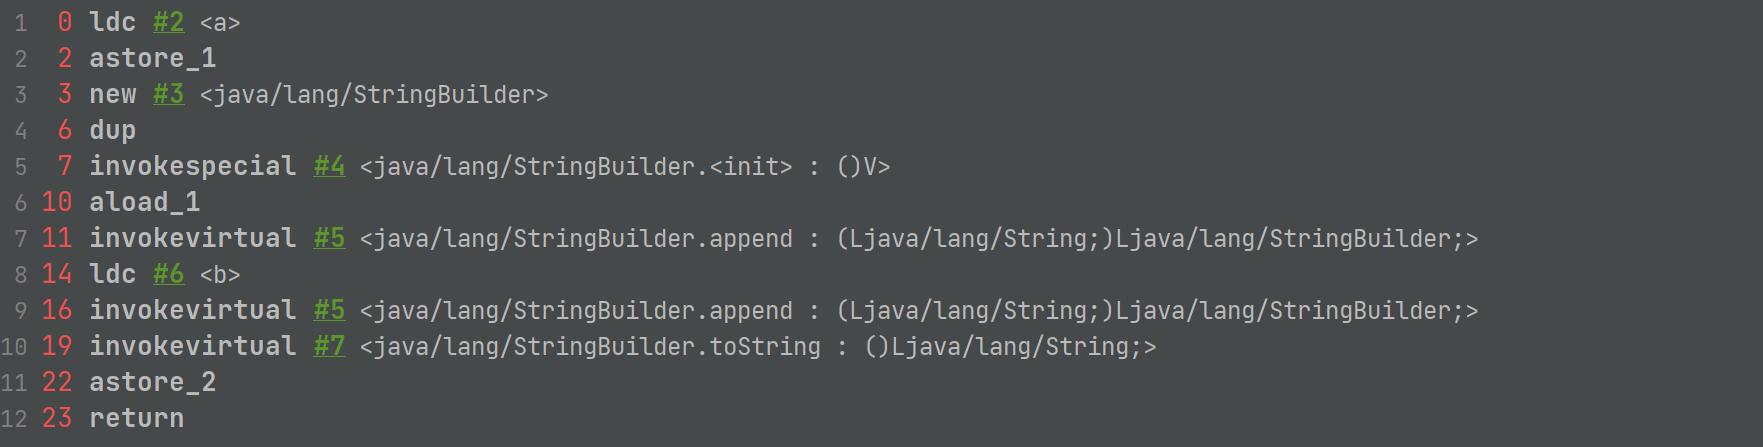 1 0 ldc #2 <a>
2 2 astore_1
3 3 new #3 <java/lang/StringBuilder>
4 6 dup
5 7 invokespecial #4 <java/lang/StringBuilder.<init> : ()V>
6 10 aload_1
7 11 invokevirtual #5 <java/lang/StringBuilder.append : (Ljava/lang/String;)Ljava/lang/StringBuilder;>
8 14 ldc #6 <b>
9 16 invokevirtual #5 <java/lang/StringBuilder.append : (Ljava/lang/String;)Ljava/lang/StringBuilder;>
10 19 invokevirtual #7 <java/lang/StringBuilder.toString : ()Ljava/lang/String;>
11 22 astore_2
12 23 return